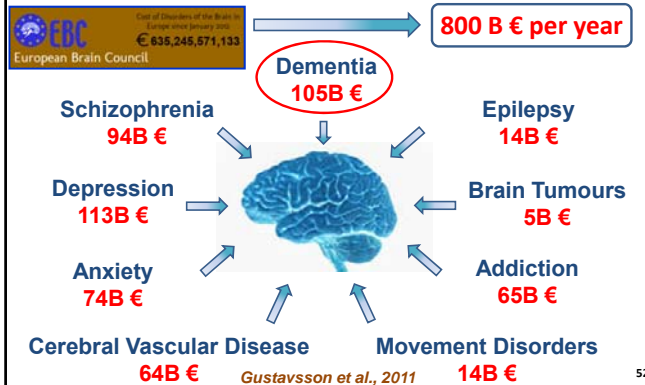 EBC
European Brain Council
Cost of Disorders of the Brain in
Europe since January 2012
€ 635,245,571,133
800 B € per year
Dementia
105B €
Schizophrenia
94B €
Epilepsy
14B €
Depression
113B €
Brain Tumours
5B €
Anxiety
74B €
Addiction
65B €
Cerebral Vascular Disease
64B €
Movement Disorders
14B €
Gustavsson et al., 2011
52